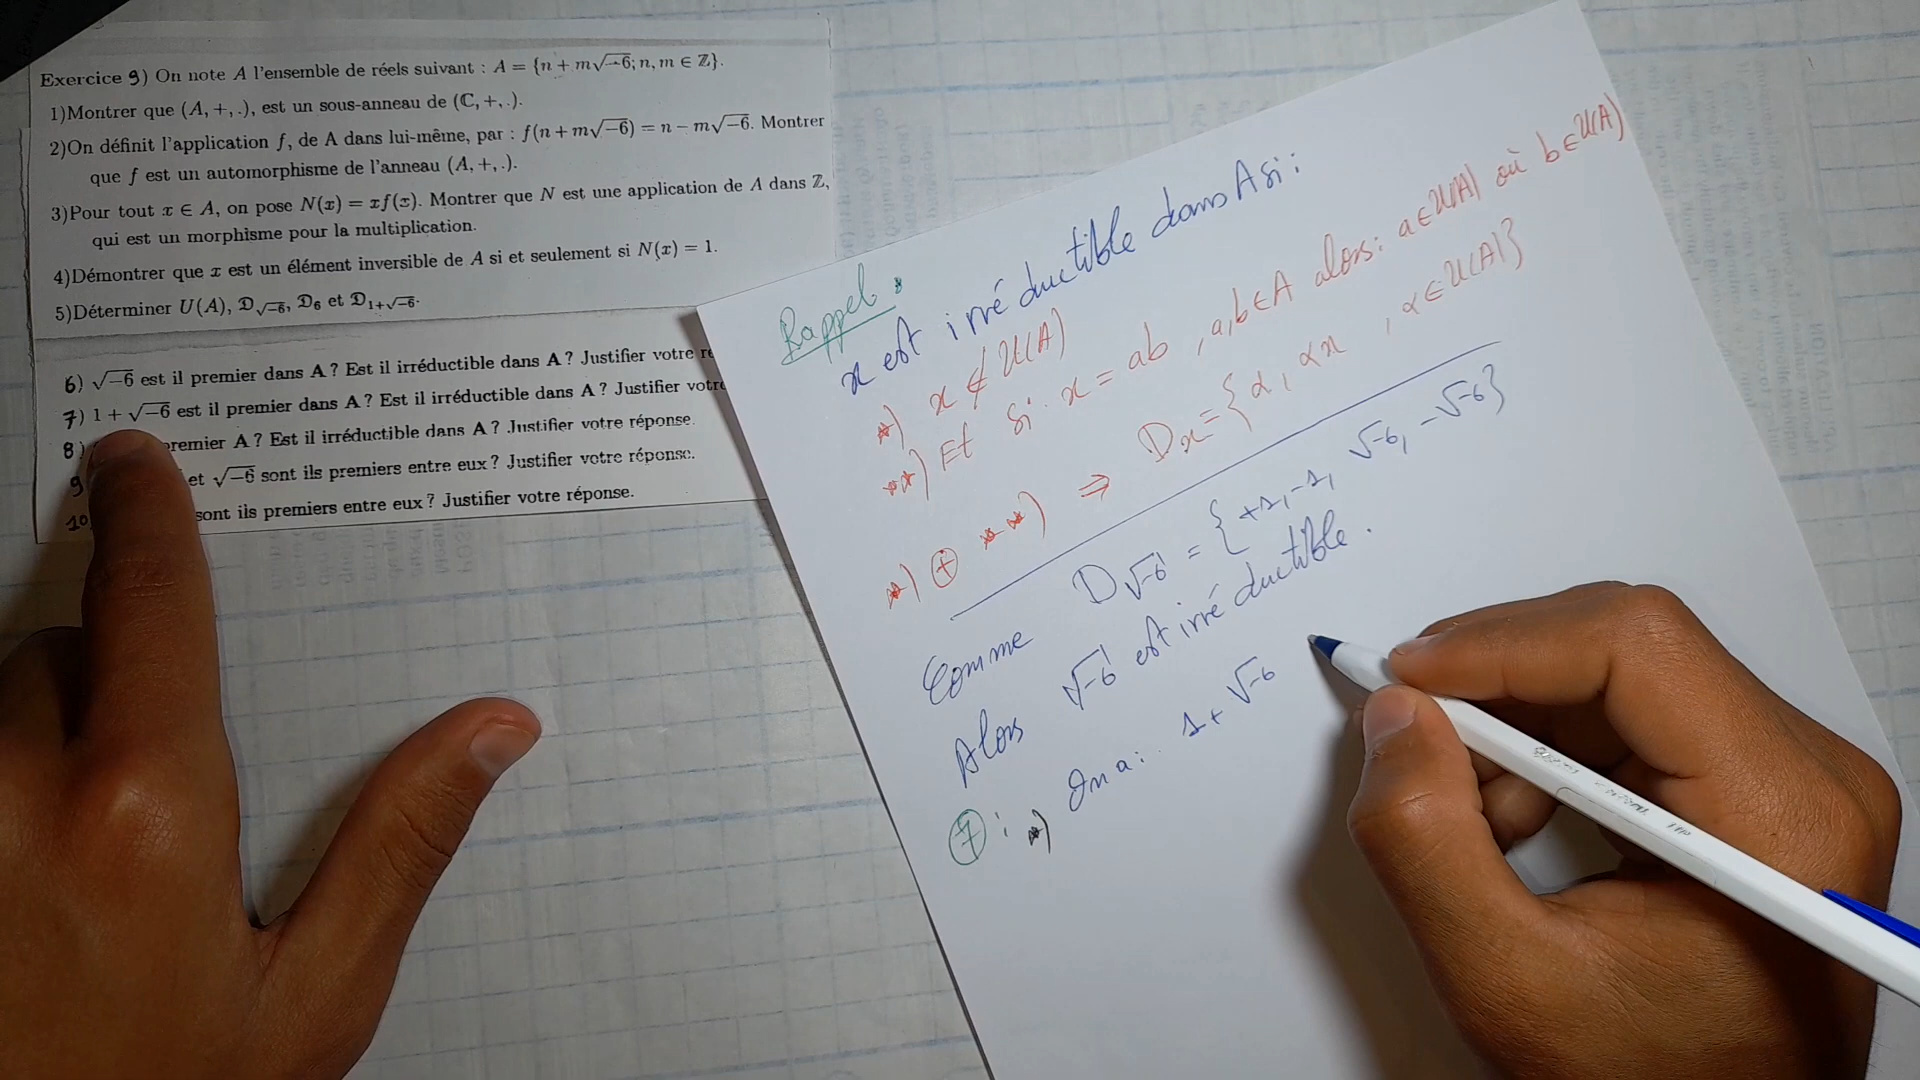 Exercice 9) On note A l'ensemble de réels suivant : A = {n + m√−6; n, m ∈ ℤ}.
1)Montrer que (A, +, .), est un sous-anneau de (ℂ, +, .).
2)On définit l'application f, de A dans lui-même, par : f(n + m√−6) = n − m√−6. Montrer
que f est un automorphisme de l'anneau (A, +, .).
3)Pour tout x ∈ A, on pose N(x) = xf(x). Montrer que N est une application de A dans ℤ,
qui est un morphisme pour la multiplication.
4)Démontrer que x est un élément inversible de A si et seulement si N(x) = 1.
5)Déterminer U(A), 𝔇√−6, 𝔇6 et 𝔇1+√−6.
6) √−6 est il premier dans A ? Est il irréductible dans A ? Justifier votre
7) 1 + √−6 est il premier dans A ? Est il irréductible dans A ? Justifier
8) premier A ? Est il irréductible dans A ? Justifier votre réponse.
9 et √−6 sont ils premiers entre eux ? Justifier votre réponse.
10 sont ils premiers entre eux ? Justifier votre réponse.
Rappel :
x est irréductible dans A si :
*) x ∉ U(A)
**) Et Si x = ab , a,b ∈ A alors : a ∈ U(A) où b ∈ U(A)
*) ⊕ **) ⇒ Dx = {α, αx , α ∈ U(A)}
Comme D√−6 = {+1, −1, √−6, −√−6}
Alors √−6 est irréductible.
7 : *) On a : 1 + √−6